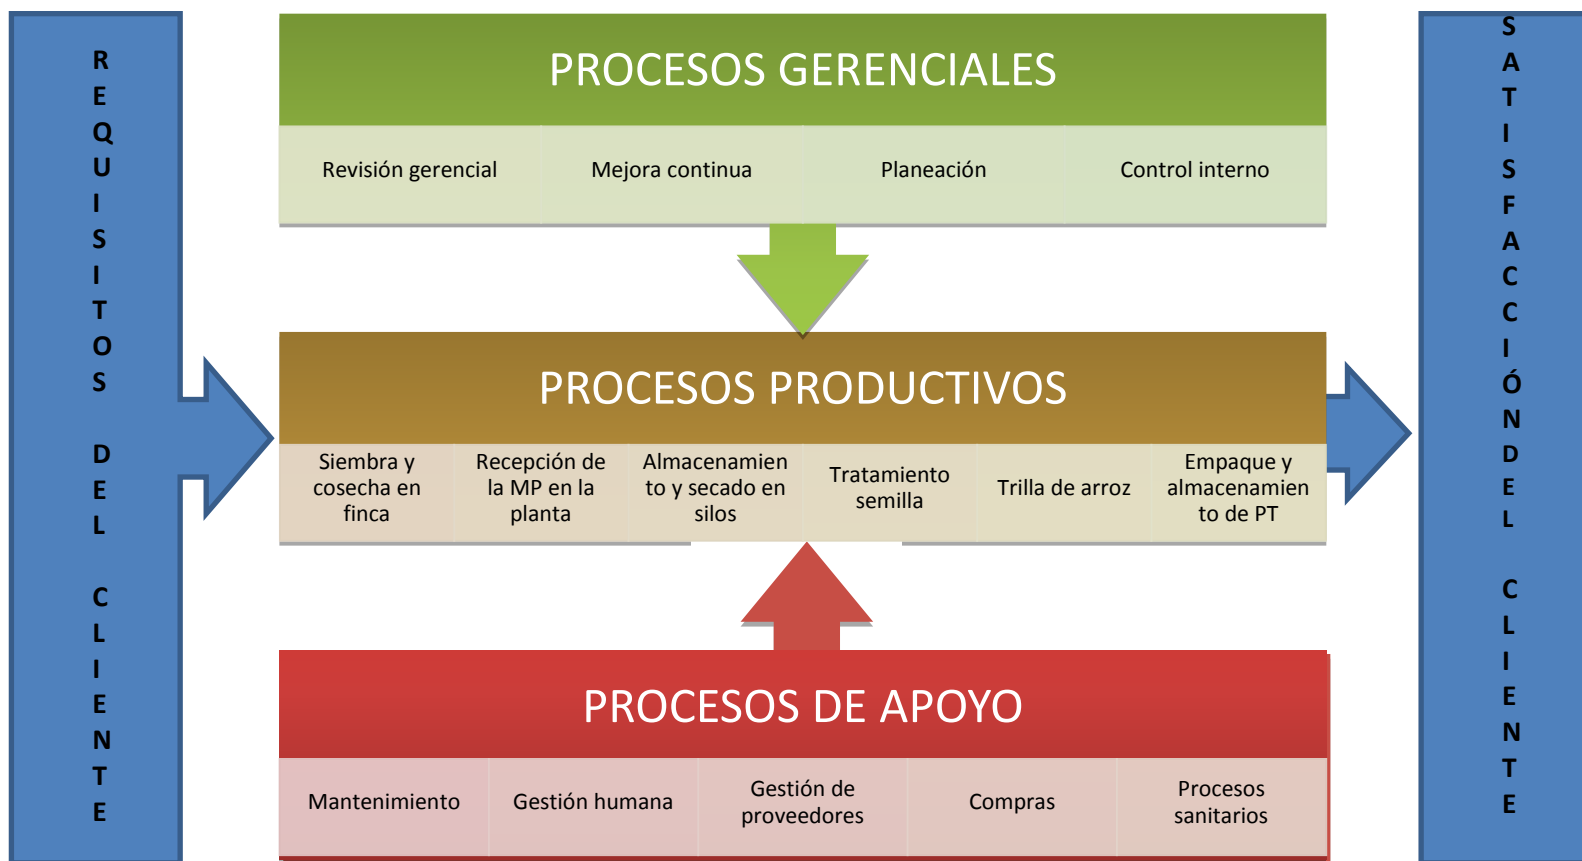 REQUISITOS DEL CLIENTE
PROCESOS GERENCIALES
Revisión gerencial
Mejora continua
Planeación
Control interno
PROCESOS PRODUCTIVOS
Siembra y
cosecha en
finca
Recepción de
la MP en la
planta
Almacenamien
to y secado en
silos
Tratamiento
semilla
Trilla de arroz
Empaque y
almacenamien
to de PT
PROCESOS DE APOYO
Mantenimiento
Gestión humana
Gestión de
proveedores
Compras
Procesos
sanitarios
SATISFACCIÓNDEL CLIENTE